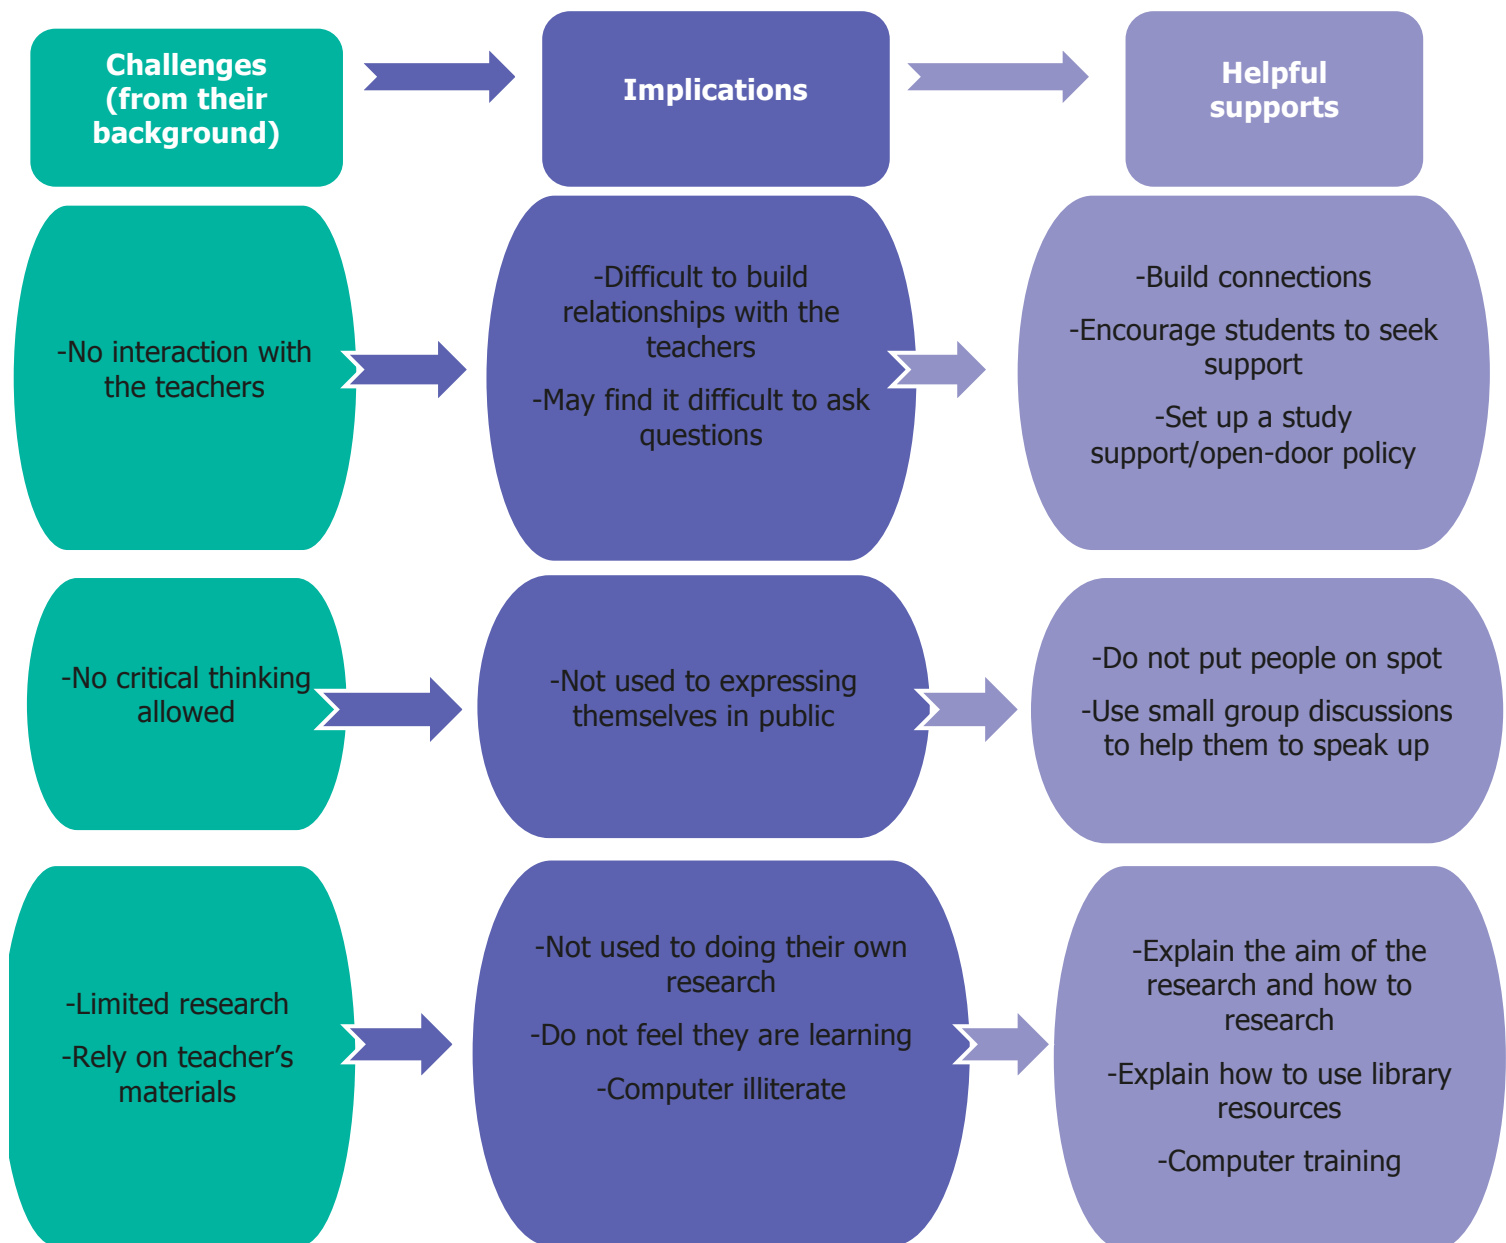 Challenges
(from their
background)
Implications
Helpful
supports
-No interaction with
the teachers
-Difficult to build
relationships with the
teachers
-May find it difficult to ask
questions
-Build connections
-Encourage students to seek
support
-Set up a study
support/open-door policy
-No critical thinking
allowed
-Not used to expressing
themselves in public
-Do not put people on spot
-Use small group discussions
to help them to speak up
-Limited research
-Rely on teacher’s
materials
-Not used to doing their own
research
-Do not feel they are learning
-Computer illiterate
-Explain the aim of the
research and how to
research
-Explain how to use library
resources
-Computer training